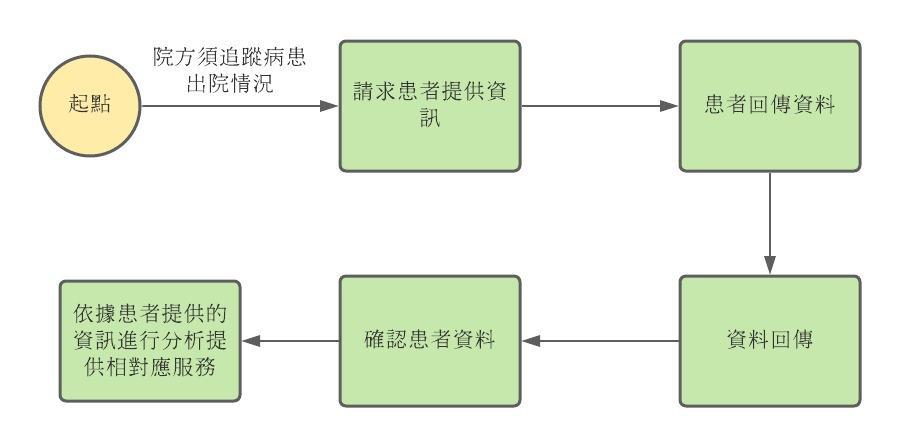 起點
院方須追蹤病患
出院情況
請求患者提供資
訊
患者回傳資料
資料回傳
確認患者資料
依據患者提供的
資訊進行分析提
供相對應服務